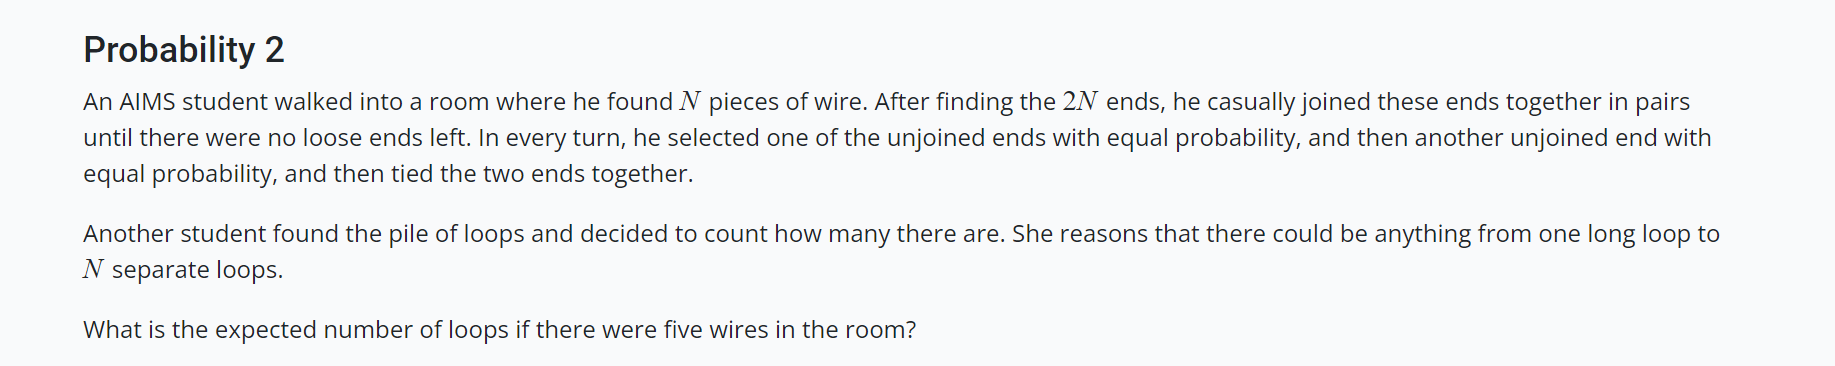 Probability 2
An AIMS student walked into a room where he found N pieces of wire. After finding the 2N ends, he casually joined these ends together in pairs
until there were no loose ends left. In every turn, he selected one of the unjoined ends with equal probability, and then another unjoined end with
equal probability, and then tied the two ends together.
Another student found the pile of loops and decided to count how many there are. She reasons that there could be anything from one long loop to
N separate loops.
What is the expected number of loops if there were five wires in the room?